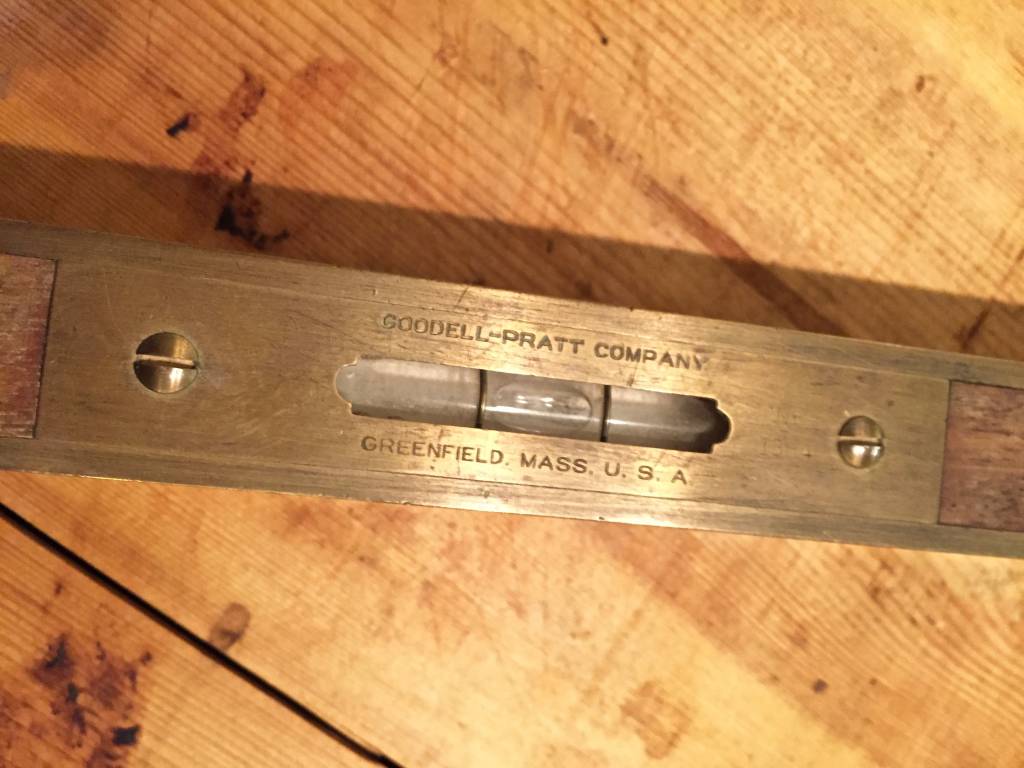 GOODELL-PRATT COMPANY
GREENFIELD. MASS. U. S. A